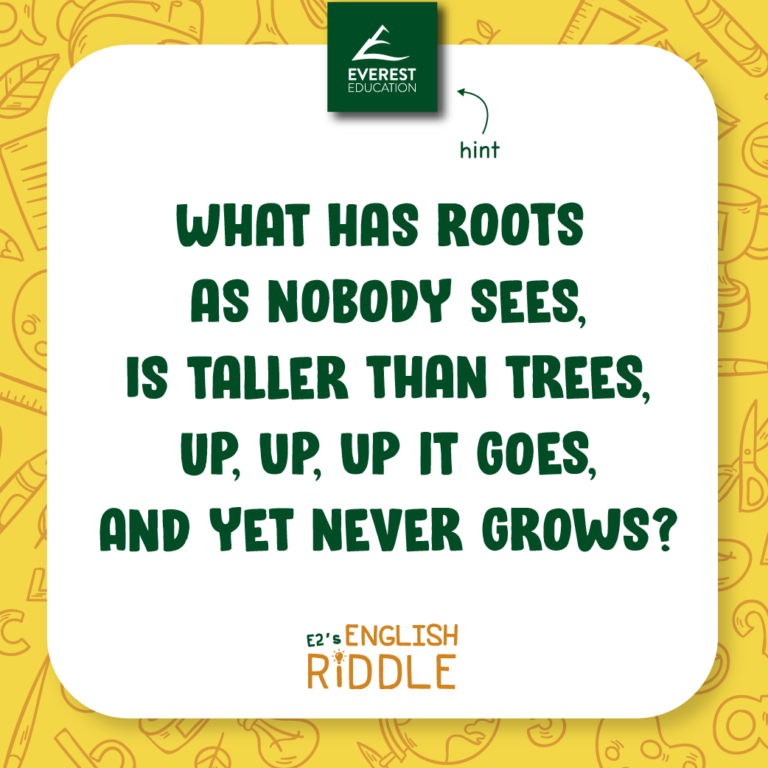 EVEREST
EDUCATION
hint
WHAT HAS ROOTS
AS NOBODY SEES,
IS TALLER THAN TREES,
UP, UP, UP IT GOES,
AND YET NEVER GROWS?
E2's ENGLISH
RiDDLE